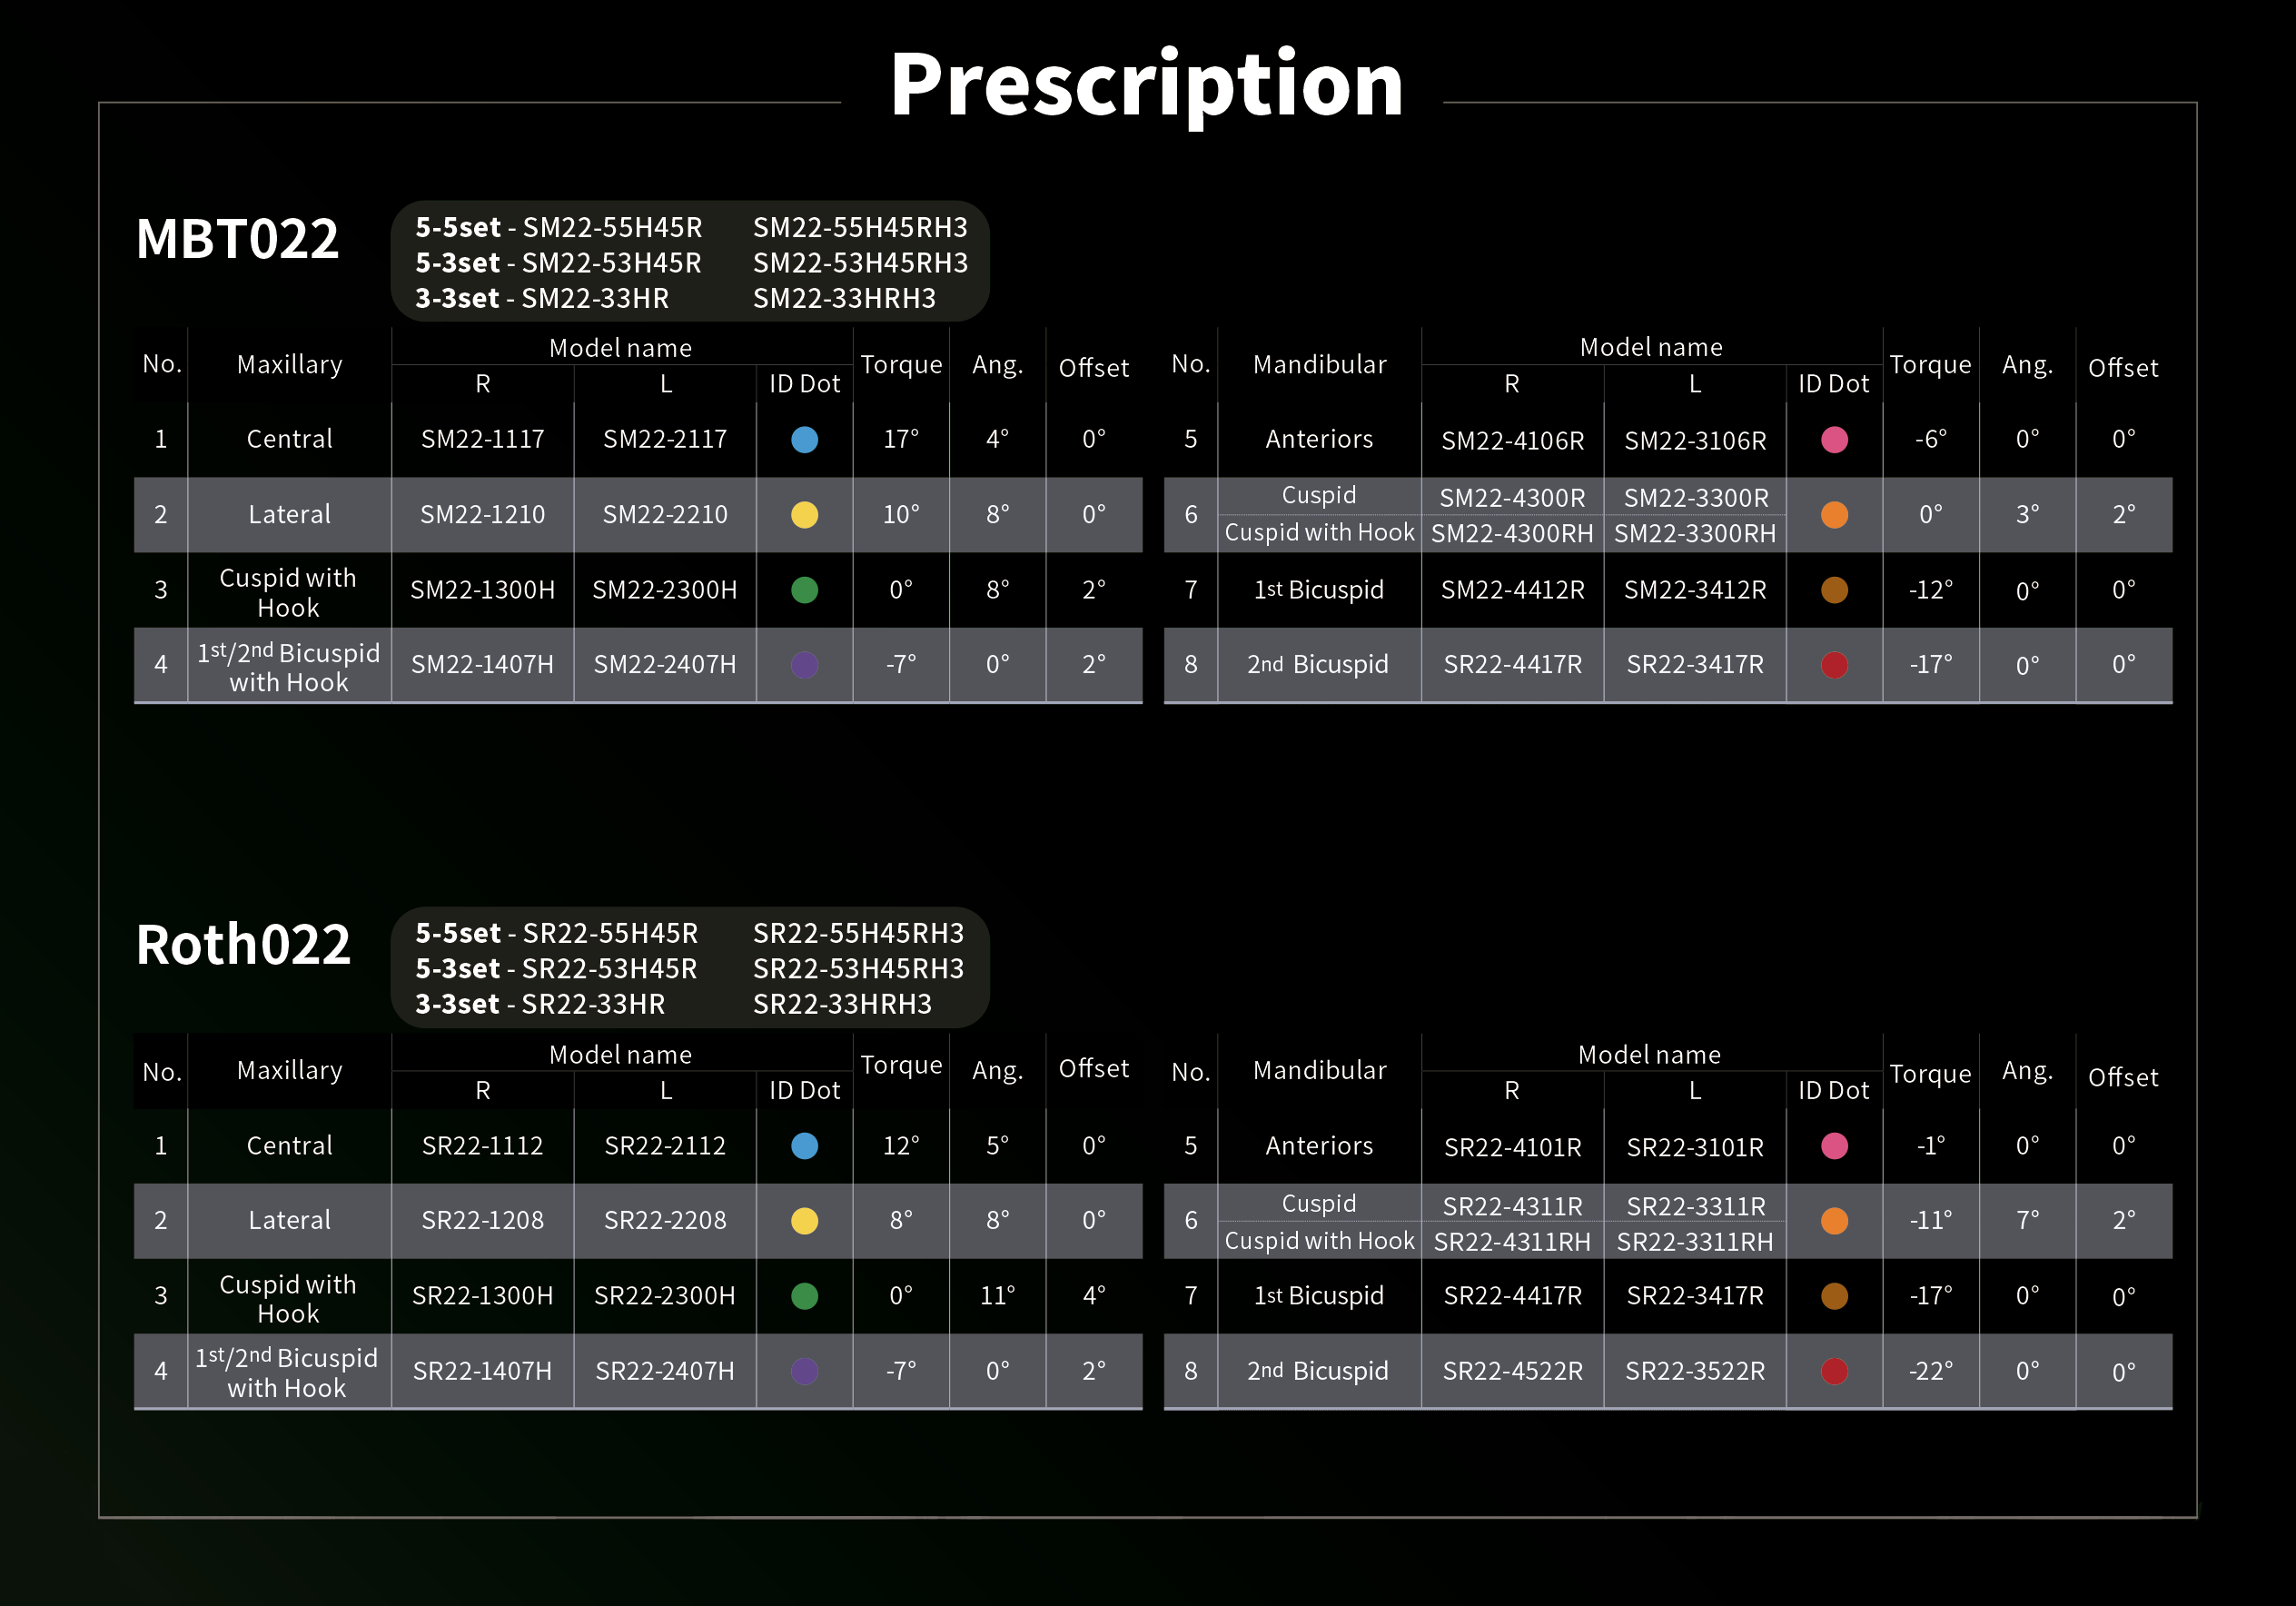 Prescription
MBT022
5-5set - SM22-55H45R SM22-55H45RH3
5-3set - SM22-53H45R SM22-53H45RH3
3-3set - SM22-33HR SM22-33HRH3
No. Maxillary Model name Torque Ang. Offset
R L ID Dot
1 Central SM22-1117 SM22-2117 17° 4° 0°
2 Lateral SM22-1210 SM22-2210 10° 8° 0°
3 Cuspid with Hook SM22-1300H SM22-2300H 0° 8° 2°
4 1st/2nd Bicuspid with Hook SM22-1407H SM22-2407H -7° 0° 2°
No. Mandibular Model name Torque Ang. Offset
R L ID Dot
5 Anteriors SM22-4106R SM22-3106R -6° 0° 0°
6 Cuspid SM22-4300R SM22-3300R 0° 3° 2°
Cuspid with Hook SM22-4300RH SM22-3300RH
7 1st Bicuspid SM22-4412R SM22-3412R -12° 0° 0°
8 2nd Bicuspid SR22-4417R SR22-3417R -17° 0° 0°
Roth022
5-5set - SR22-55H45R SR22-55H45RH3
5-3set - SR22-53H45R SR22-53H45RH3
3-3set - SR22-33HR SR22-33HRH3
No. Maxillary Model name Torque Ang. Offset
R L ID Dot
1 Central SR22-1112 SR22-2112 12° 5° 0°
2 Lateral SR22-1208 SR22-2208 8° 8° 0°
3 Cuspid with Hook SR22-1300H SR22-2300H 0° 11° 4°
4 1st/2nd Bicuspid with Hook SR22-1407H SR22-2407H -7° 0° 2°
No. Mandibular Model name Torque Ang. Offset
R L ID Dot
5 Anteriors SR22-4101R SR22-3101R -1° 0° 0°
6 Cuspid SR22-4311R SR22-3311R -11° 7° 2°
Cuspid with Hook SR22-4311RH SR22-3311RH
7 1st Bicuspid SR22-4417R SR22-3417R -17° 0° 0°
8 2nd Bicuspid SR22-4522R SR22-3522R -22° 0° 0°